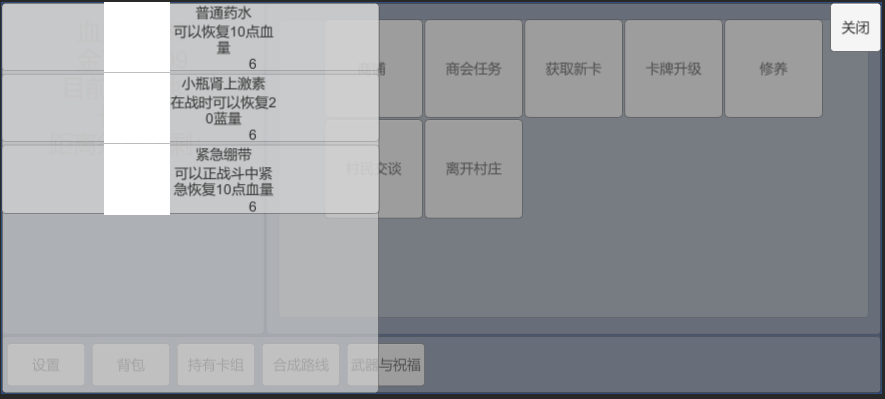 普通药水
可以恢复10点血
量
6
小瓶肾上激素
在战时可以恢复2
0蓝量
6
紧急绷带
可以正战斗中紧
急恢复10点血量
6
关闭
商会任务
获取新卡
卡牌升级
修养
村民交谈
离开村庄
设置
背包
持有卡组
合成路线
武器与祝福